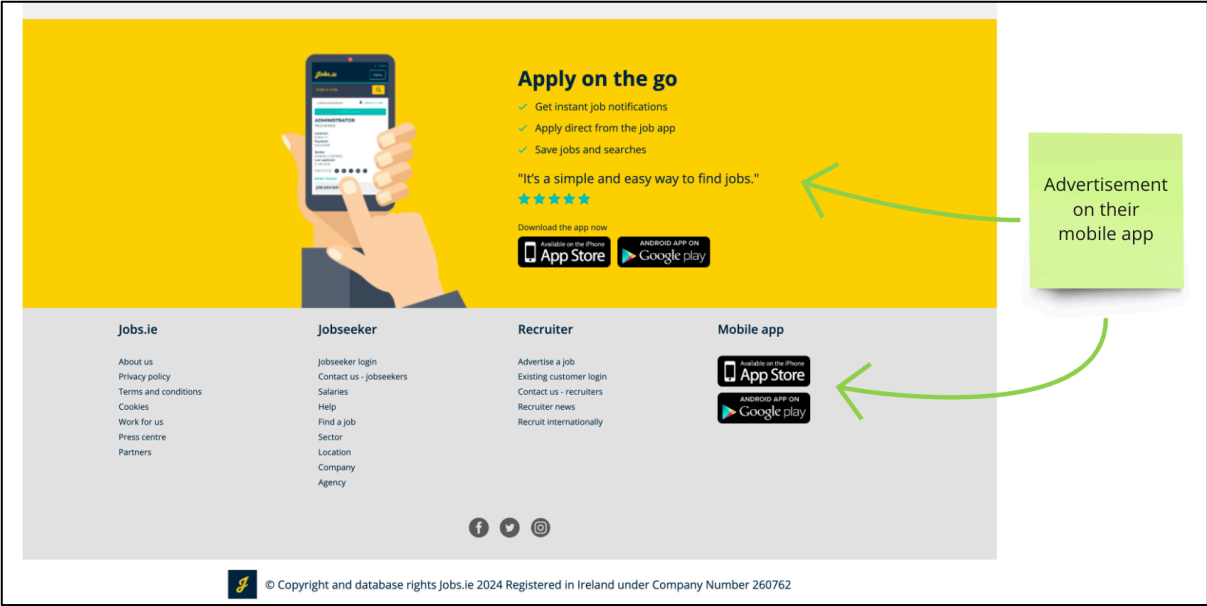 Jobs.ie
ADMINISTRATOR
Apply on the go
Get instant job notifications
Apply direct from the job app
Save jobs and searches
"It's a simple and easy way to find jobs."
Download the app now
Available on the iPhone
App Store
ANDROID APP ON
Google play
Advertisement
on their
mobile app
Jobs.ie
About us
Privacy policy
Terms and conditions
Cookies
Work for us
Press centre
Partners
Jobseeker
Jobseeker login
Contact us - jobseekers
Salaries
Help
Find a job
Sector
Location
Company
Agency
Recruiter
Advertise a job
Existing customer login
Contact us - recruiters
Recruiter news
Recruit internationally
Mobile app
Available on the iPhone
App Store
ANDROID APP ON
Google play
© Copyright and database rights Jobs.ie 2024 Registered in Ireland under Company Number 260762